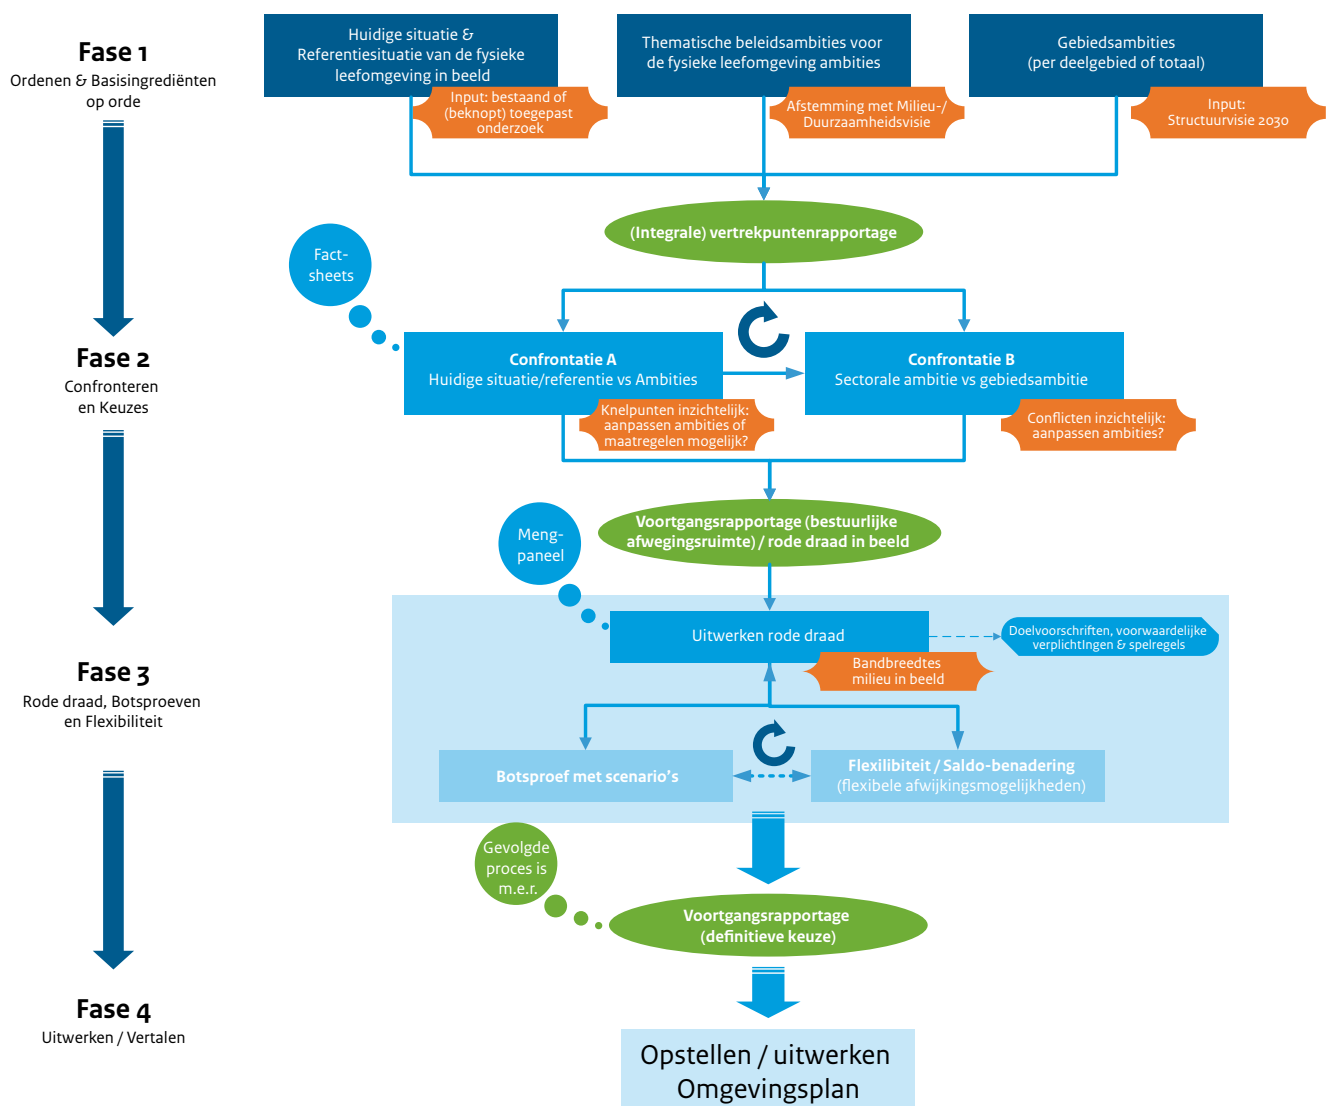 Fase 1
Ordenen & Basisingrediënten
op orde
Huidige situatie &
Referentiesituatie van de fysieke
leefomgeving in beeld
Input: bestaand of
(beknopt) toegepast
onderzoek
Thematische beleidsambities voor
de fysieke leefomgeving ambities
Afstemming met Milieu-/
Duurzaamheidsvisie
Gebiedsambities
(per deelgebied of totaal)
Input:
Structuurvisie 2030
(Integrale) vertrekpuntenrapportage
Fact-
sheets
Fase 2
Confronteren
en Keuzes
Confrontatie A
Huidige situatie/referentie vs Ambities
Knelpunten inzichtelijk:
aanpassen ambities of
maatregelen mogelijk?
Confrontatie B
Sectorale ambitie vs gebiedsambitie
Conflicten inzichtelijk:
aanpassen ambities?
Voortgangsrapportage (bestuurlijke
afwegingsruimte) / rode draad in beeld
Meng-
paneel
Fase 3
Rode draad, Botsproeven
en Flexibiliteit
Uitwerken rode draad
Bandbreedtes
milieu in beeld
Doelvoorschriften, voorwaardelijke
verplichtIngen & spelregels
Botsproef met scenario's
Flexilibiteit / Saldo-benadering
(flexibele afwijkingsmogelijkheden)
Gevolgde
proces is
m.e.r.
Voortgangsrapportage
(definitieve keuze)
Fase 4
Uitwerken / Vertalen
Opstellen / uitwerken
Omgevingsplan